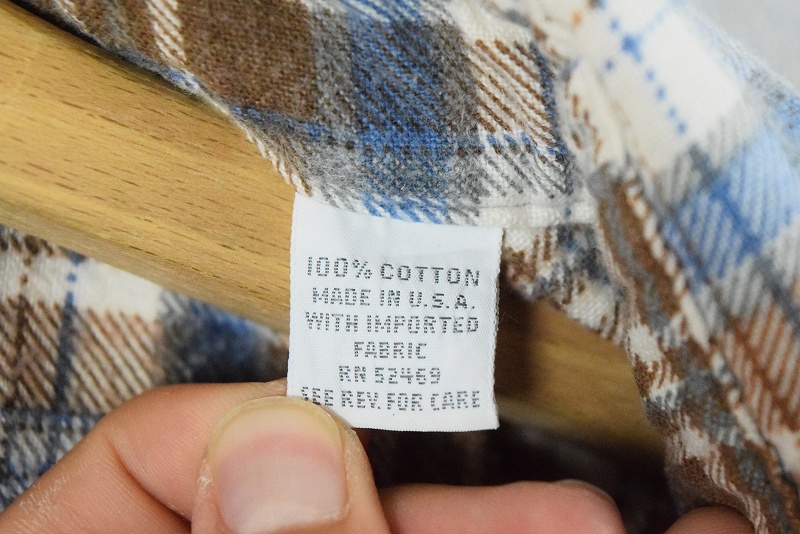 100% COTTON
MADE IN U.S.A.
WITH IMPORTED
FABRIC
RN 52469
SEE REV. FOR CARE